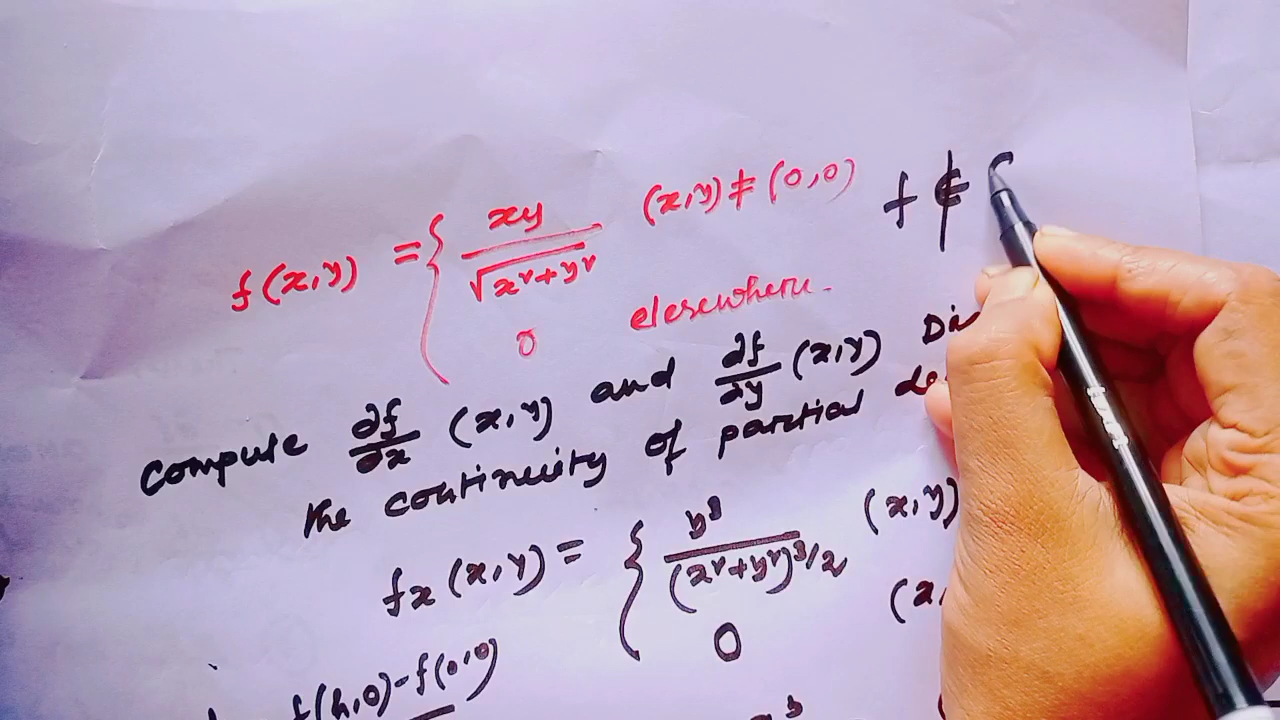 f(x,y) = { xy / √x²+y² (x,y) ≠ (0,0) f ∉
0 elesewhere.
compute ∂f/∂x (x,y) and ∂f/∂y (x,y)
the continuity of partial
fx (x,y) = { y³ / (x²+y²)^3/2 (x,y)
0
f(h,0)-f(0,0)